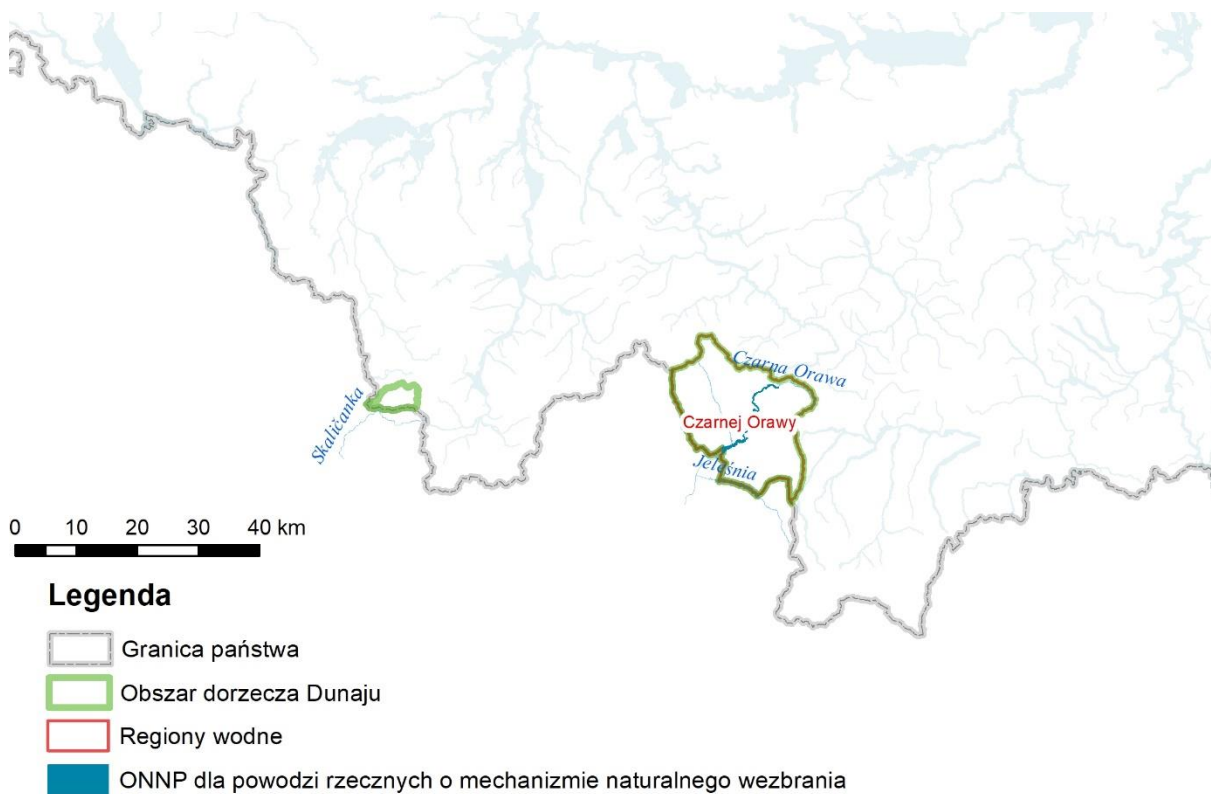 Czarna Orawa
Czarnej Orawy
Skaličanka
Jeleśnia
0 10 20 30 40 km
Legenda
Granica państwa
Obszar dorzecza Dunaju
Regiony wodne
ONNP dla powodzi rzecznych o mechanizmie naturalnego wezbrania